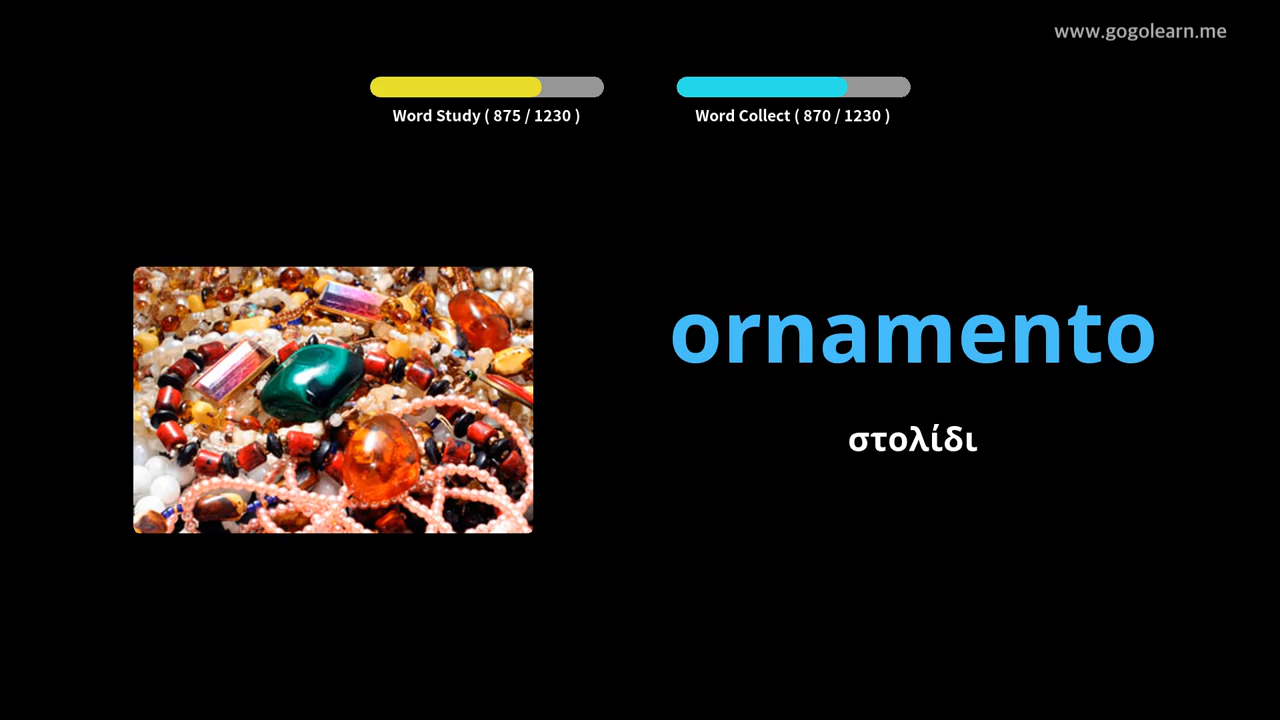 www.gogolearn.me
Word Study ( 875 / 1230 )
Word Collect ( 870 / 1230 )
ornamento
στολίδι